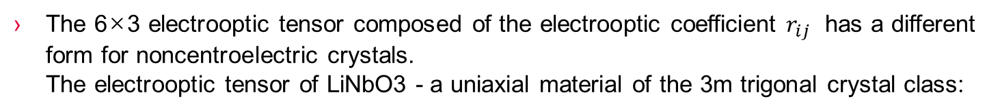 › The 6×3 electrooptic tensor composed of the electrooptic coefficient r_ij has a different
form for noncentroelectric crystals.
The electrooptic tensor of LiNbO3 - a uniaxial material of the 3m trigonal crystal class: